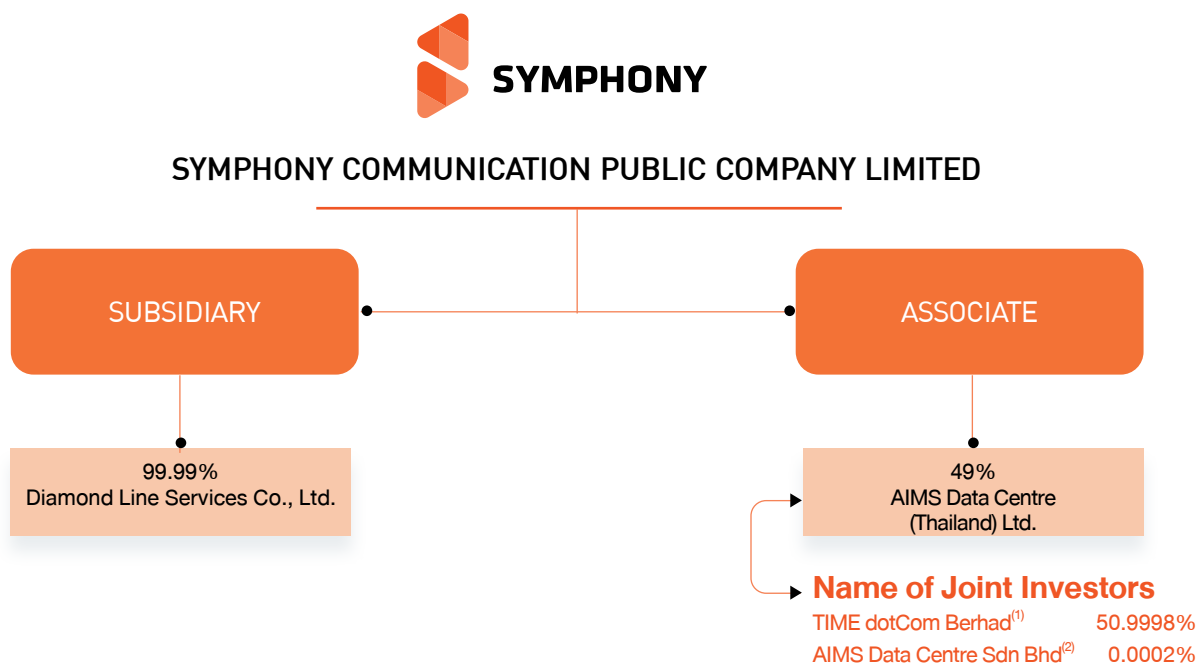 SYMPHONY
SYMPHONY COMMUNICATION PUBLIC COMPANY LIMITED
SUBSIDIARY
ASSOCIATE
99.99%
Diamond Line Services Co., Ltd.
49%
AIMS Data Centre
(Thailand) Ltd.
Name of Joint Investors
TIME dotCom Berhad(1) 50.9998%
AIMS Data Centre Sdn Bhd(2) 0.0002%